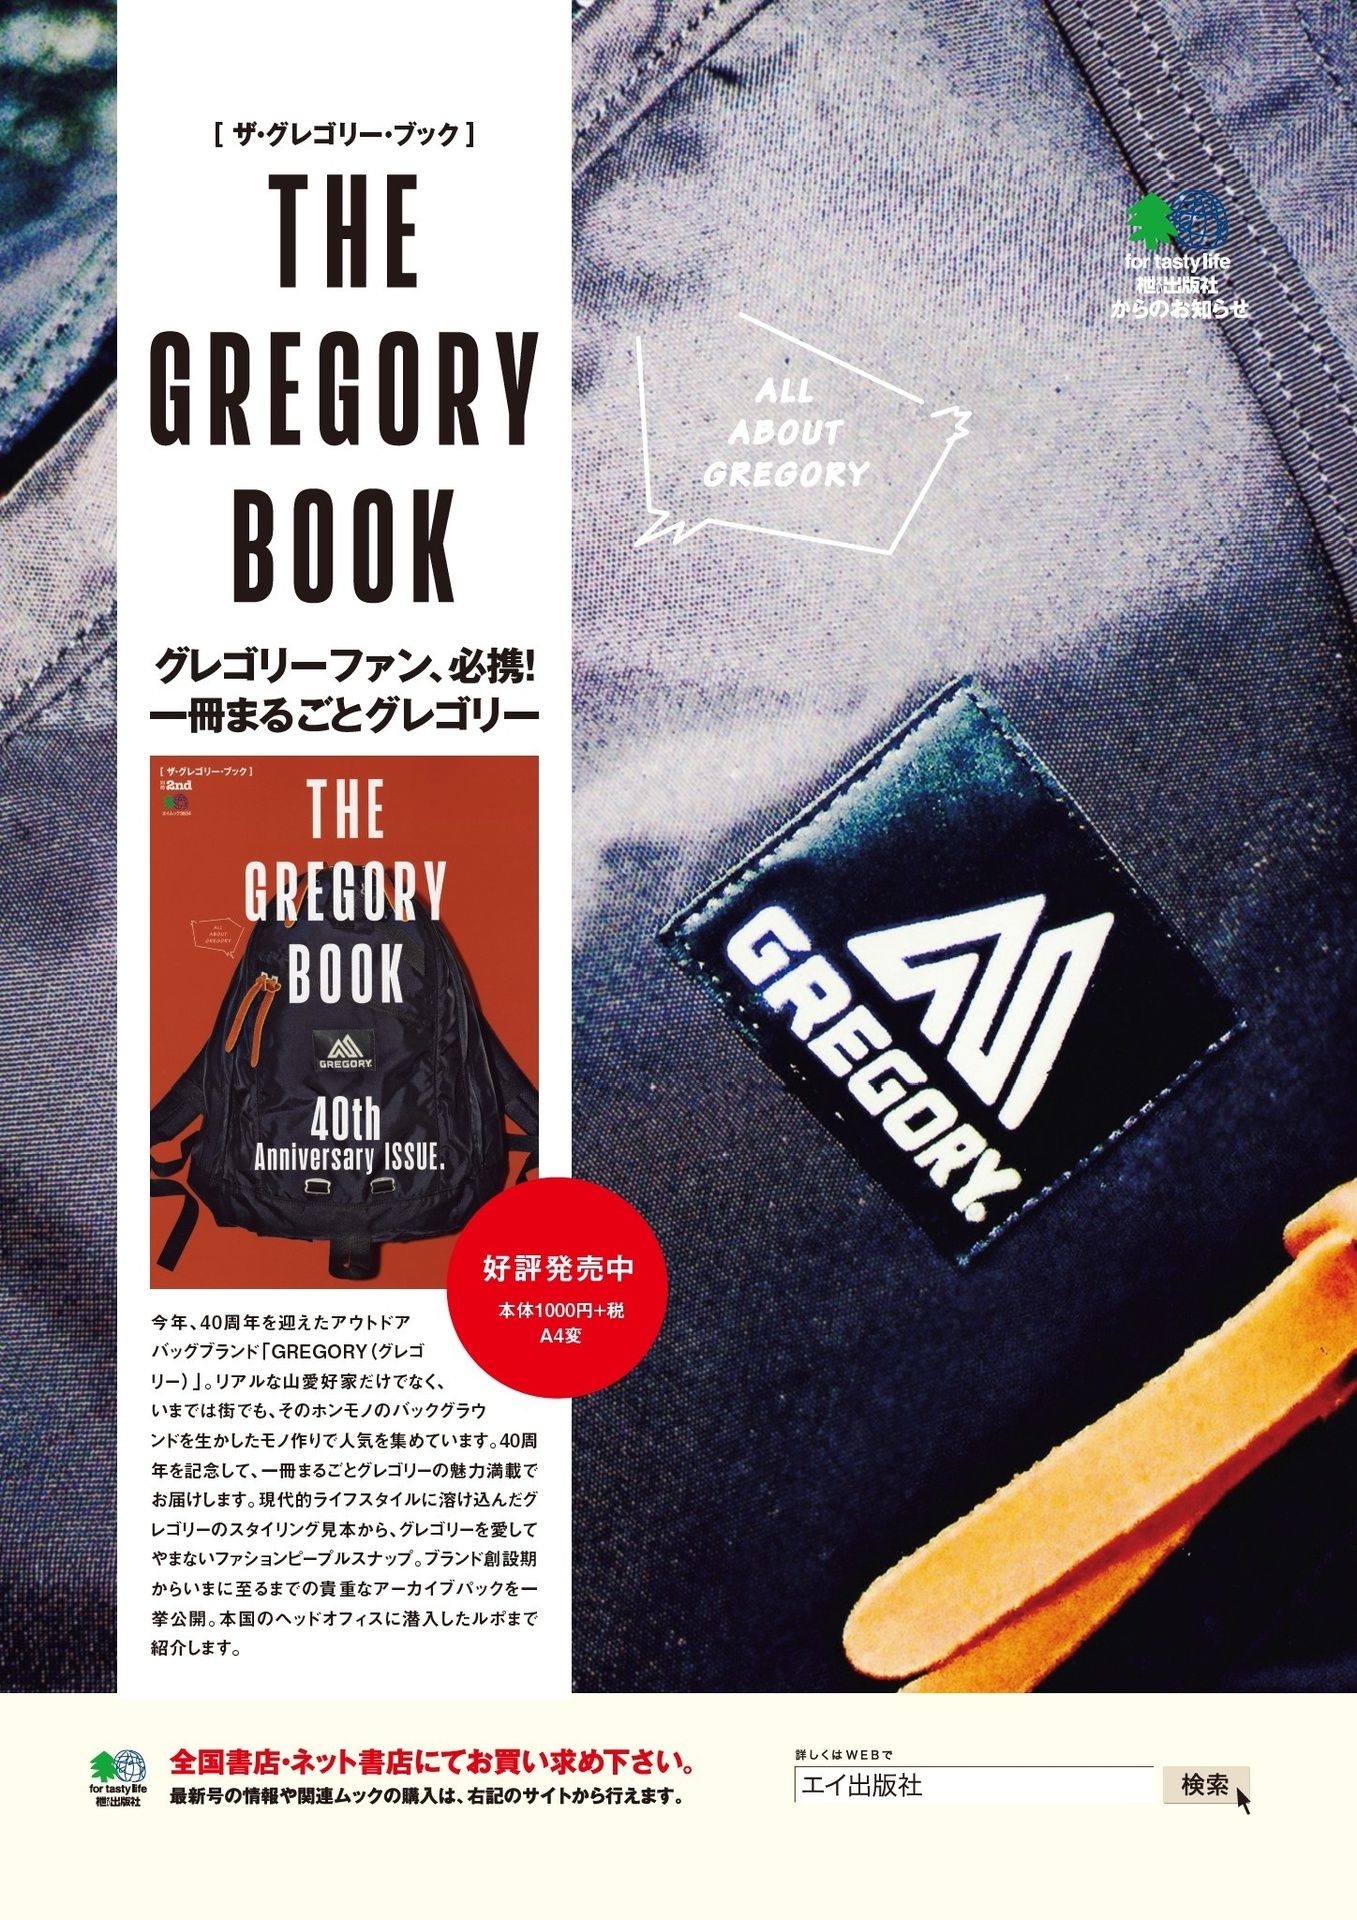 [ ザ・グレゴリー・ブック ]
THE
GREGORY
BOOK
グレゴリーファン、必携!
一冊まるごとグレゴリー
[ ザ・グレゴリー・ブック ]
別冊 2nd
THE
GREGORY
BOOK
ALL
ABOUT
GREGORY
GREGORY.
40th
Anniversary ISSUE.
好評発売中
本体1000円+税
A4変
今年、40周年を迎えたアウトドア
バッグブランド「GREGORY(グレゴ
リー)」。リアルな山愛好家だけでなく、
いまでは街でも、そのホンモノのバックグラウ
ンドを生かしたモノ作りで人気を集めています。40周
年を記念して、一冊まるごとグレゴリーの魅力満載で
お届けします。現代的ライフスタイルに溶け込んだグ
レゴリーのスタイリング見本から、グレゴリーを愛して
やまないファッションピープルスナップ。ブランド創設期
からいまに至るまでの貴重なアーカイブパックを一
挙公開。本国のヘッドオフィスに潜入したルポまで
紹介します。
for tasty life
枻出版社
からのお知らせ
ALL
ABOUT
GREGORY
GREGORY.
for tasty life
枻出版社
全国書店・ネット書店にてお買い求め下さい。
最新号の情報や関連ムックの購入は、右記のサイトから行えます。
詳しくはWEBで
エイ出版社
検索